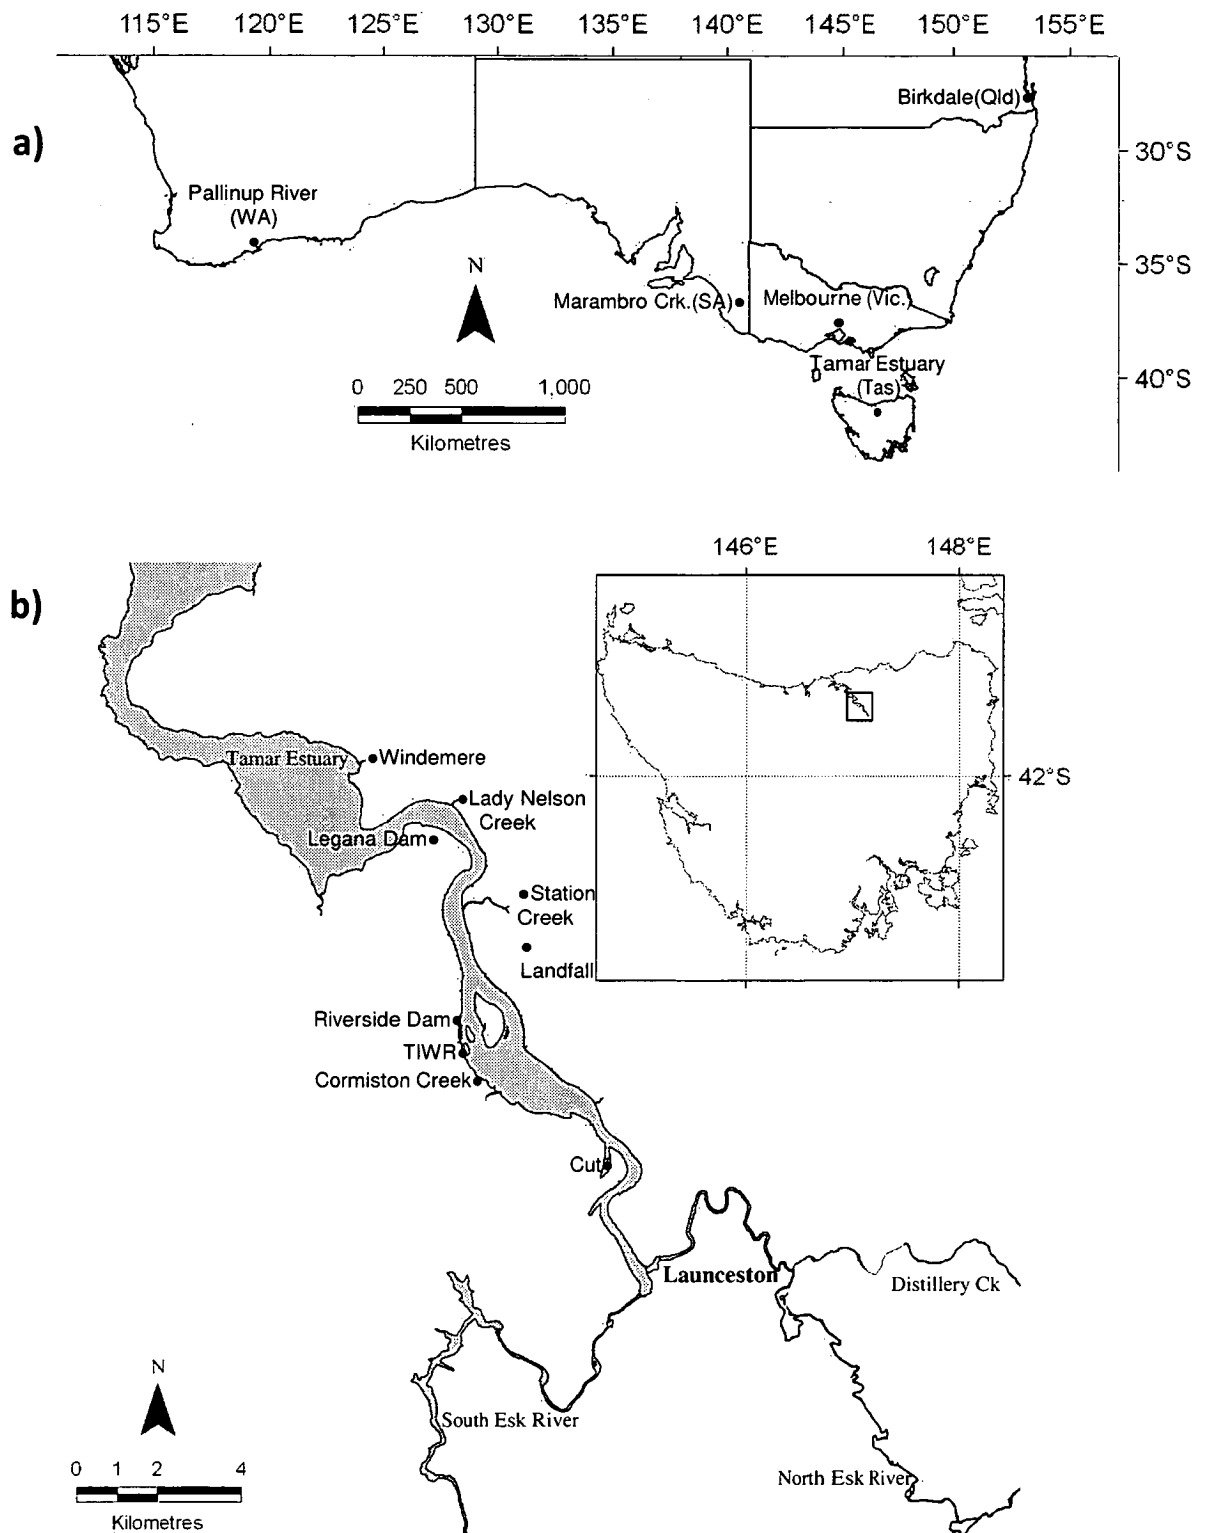 115°E 120°E 125°E 130°E 135°E 140°E 145°E 150°E 155°E
a)
Birkdale(Qld)
30°S
Pallinup River
(WA)
35°S
N
Marambro Crk.(SA)
Melbourne (Vic.)
Tamar Estuary
(Tas)
40°S
0 250 500 1,000
Kilometres
b)
146°E 148°E
42°S
Tamar Estuary
Windemere
Lady Nelson
Creek
Legana Dam
Station
Creek
Landfall
Riverside Dam
TIWR
Cormiston Creek
Cut
Launceston
Distillery Ck
South Esk River
North Esk River
N
0 1 2 4
Kilometres